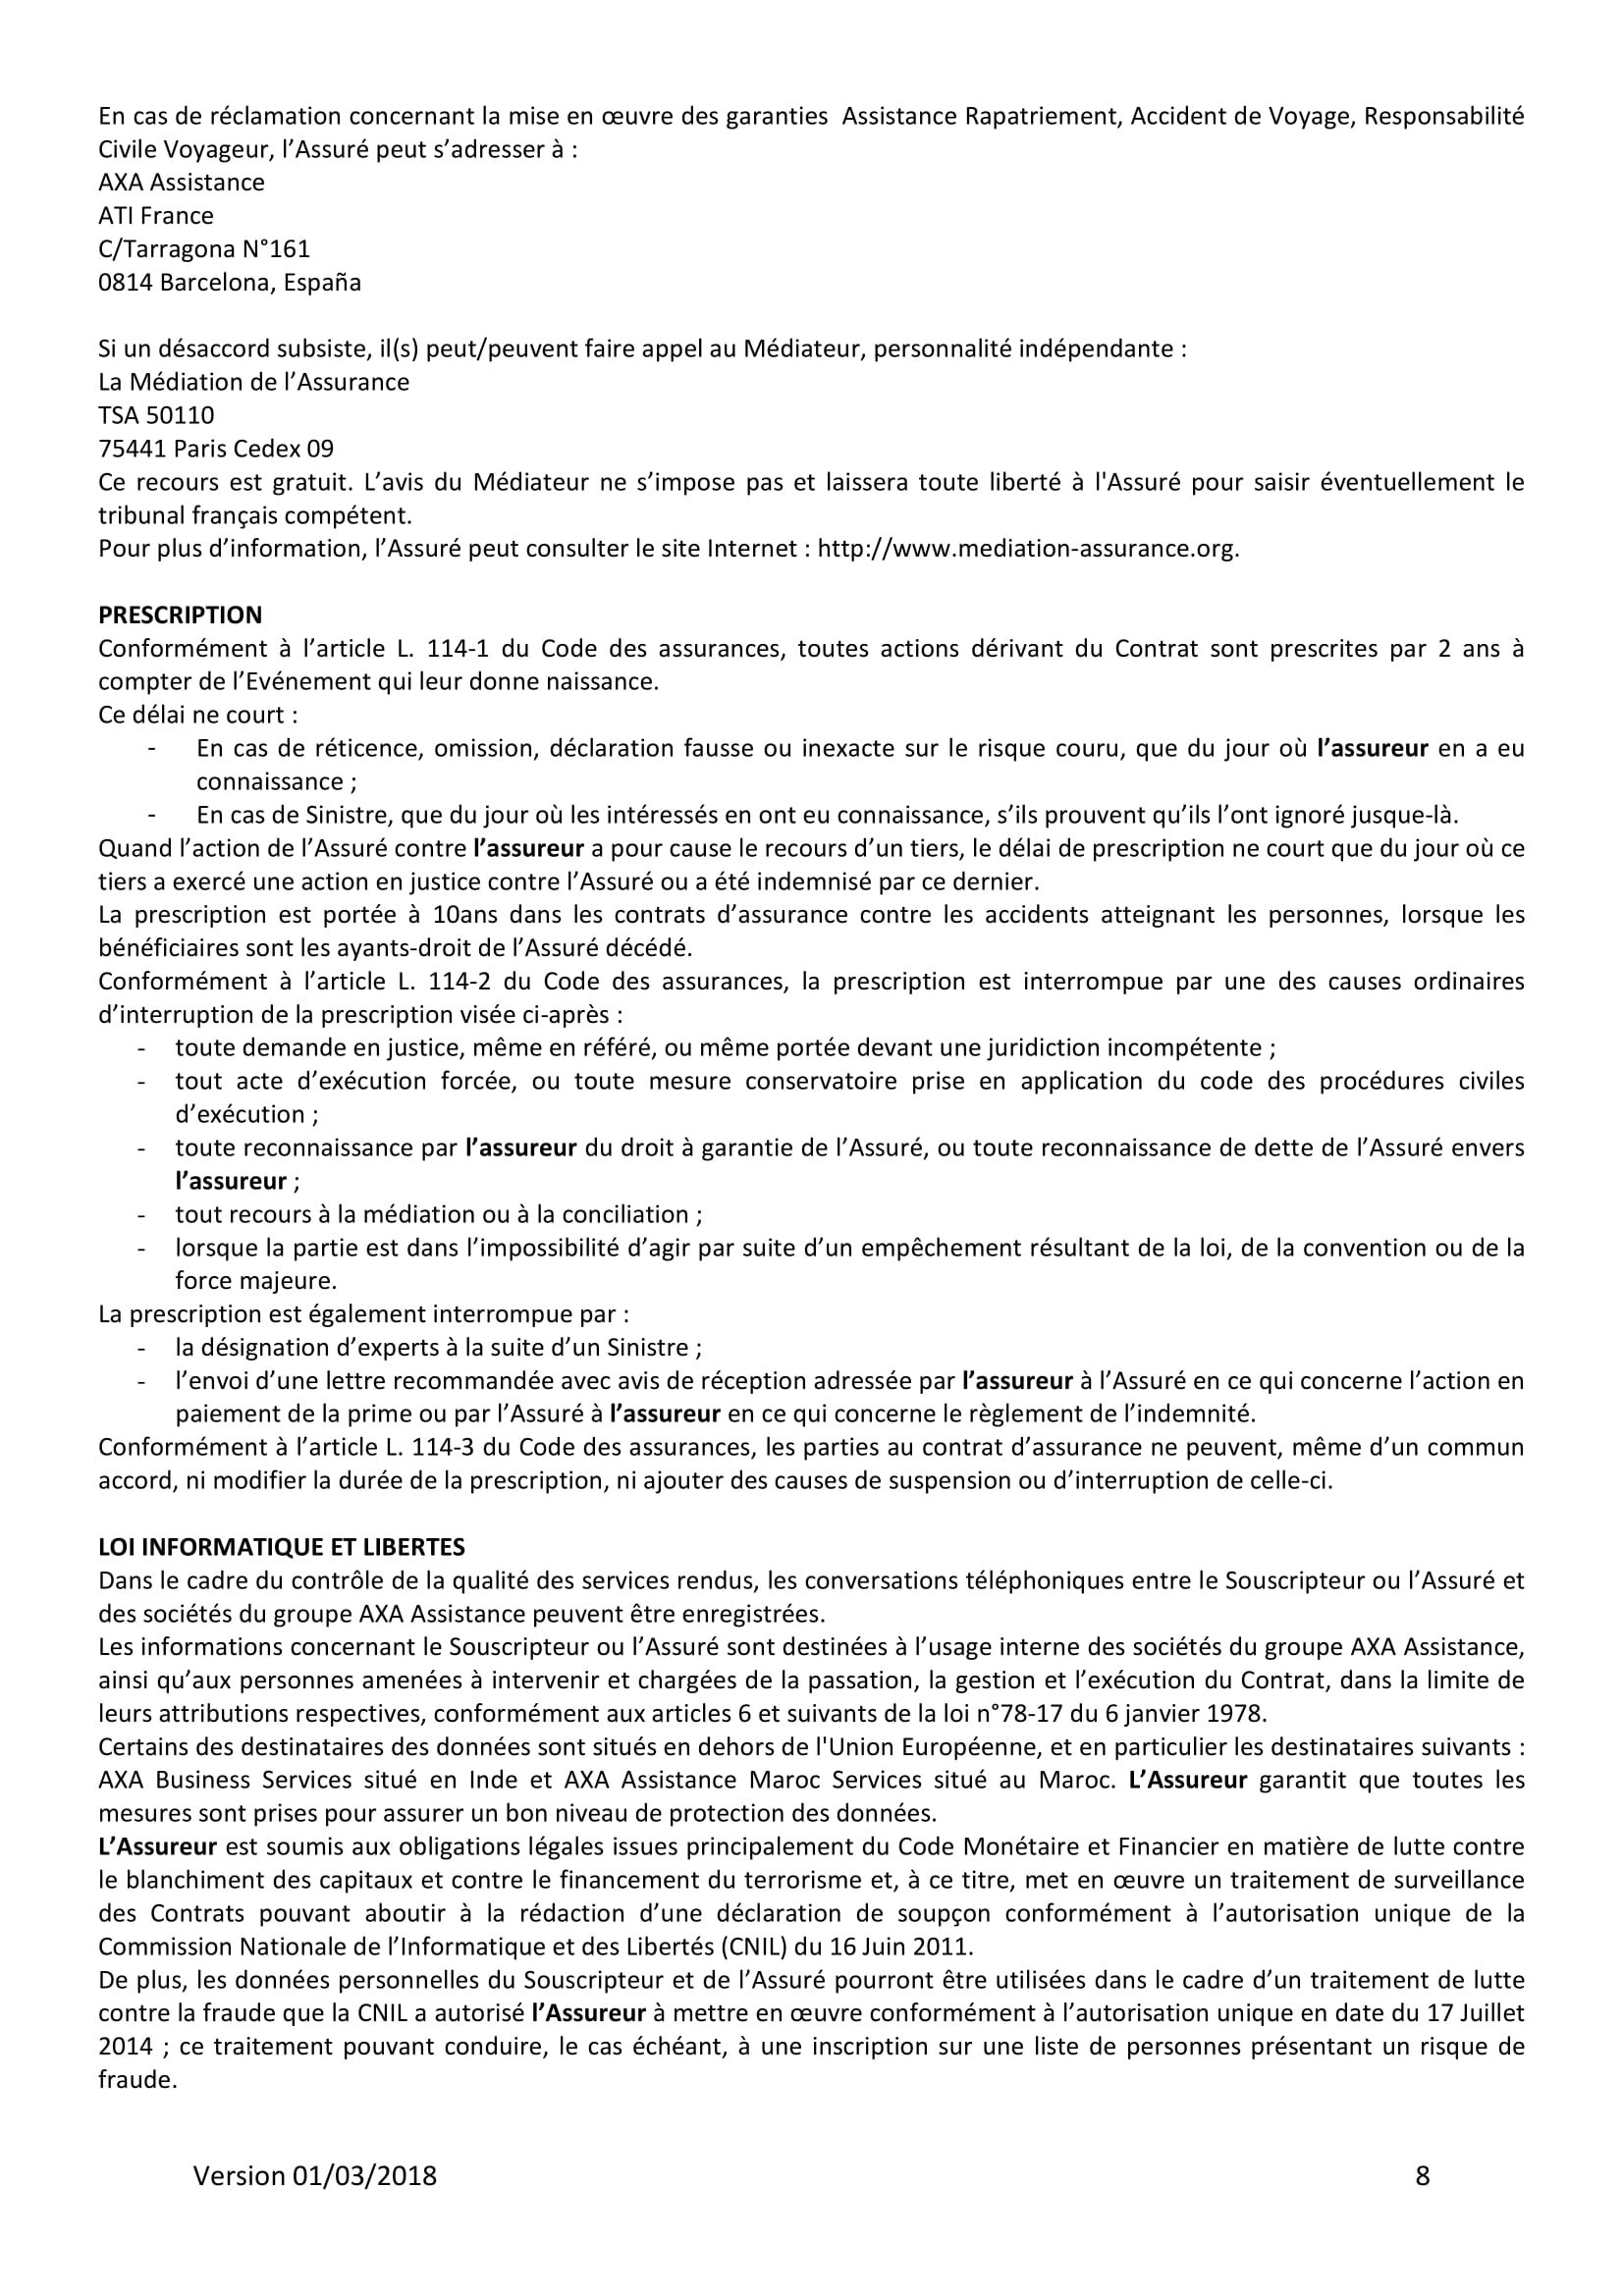 En cas de réclamation concernant la mise en œuvre des garanties  Assistance Rapatriement, Accident de Voyage, Responsabilité
Civile Voyageur, l’Assuré peut s’adresser à :
AXA Assistance
ATI France
C/Tarragona N°161
0814 Barcelona, España
Si un désaccord subsiste, il(s) peut/peuvent faire appel au Médiateur, personnalité indépendante :
La Médiation de l’Assurance
TSA 50110
75441 Paris Cedex 09
Ce recours est gratuit. L’avis du Médiateur ne s’impose pas et laissera toute liberté à l'Assuré pour saisir éventuellement le
tribunal français compétent.
Pour plus d’information, l’Assuré peut consulter le site Internet : http://www.mediation-assurance.org.
PRESCRIPTION
Conformément à l’article L. 114-1 du Code des assurances, toutes actions dérivant du Contrat sont prescrites par 2 ans à
compter de l’Evénement qui leur donne naissance.
Ce délai ne court :
- En cas de réticence, omission, déclaration fausse ou inexacte sur le risque couru, que du jour où l’assureur en a eu
connaissance ;
- En cas de Sinistre, que du jour où les intéressés en ont eu connaissance, s’ils prouvent qu’ils l’ont ignoré jusque-là.
Quand l’action de l’Assuré contre l’assureur a pour cause le recours d’un tiers, le délai de prescription ne court que du jour où ce
tiers a exercé une action en justice contre l’Assuré ou a été indemnisé par ce dernier.
La prescription est portée à 10ans dans les contrats d’assurance contre les accidents atteignant les personnes, lorsque les
bénéficiaires sont les ayants-droit de l’Assuré décédé.
Conformément à l’article L. 114-2 du Code des assurances, la prescription est interrompue par une des causes ordinaires
d’interruption de la prescription visée ci-après :
- toute demande en justice, même en référé, ou même portée devant une juridiction incompétente ;
- tout acte d’exécution forcée, ou toute mesure conservatoire prise en application du code des procédures civiles
d’exécution ;
- toute reconnaissance par l’assureur du droit à garantie de l’Assuré, ou toute reconnaissance de dette de l’Assuré envers
l’assureur ;
- tout recours à la médiation ou à la conciliation ;
- lorsque la partie est dans l’impossibilité d’agir par suite d’un empêchement résultant de la loi, de la convention ou de la
force majeure.
La prescription est également interrompue par :
- la désignation d’experts à la suite d’un Sinistre ;
- l’envoi d’une lettre recommandée avec avis de réception adressée par l’assureur à l’Assuré en ce qui concerne l’action en
paiement de la prime ou par l’Assuré à l’assureur en ce qui concerne le règlement de l’indemnité.
Conformément à l’article L. 114-3 du Code des assurances, les parties au contrat d’assurance ne peuvent, même d’un commun
accord, ni modifier la durée de la prescription, ni ajouter des causes de suspension ou d’interruption de celle-ci.
LOI INFORMATIQUE ET LIBERTES
Dans le cadre du contrôle de la qualité des services rendus, les conversations téléphoniques entre le Souscripteur ou l’Assuré et
des sociétés du groupe AXA Assistance peuvent être enregistrées.
Les informations concernant le Souscripteur ou l’Assuré sont destinées à l’usage interne des sociétés du groupe AXA Assistance,
ainsi qu’aux personnes amenées à intervenir et chargées de la passation, la gestion et l’exécution du Contrat, dans la limite de
leurs attributions respectives, conformément aux articles 6 et suivants de la loi n°78-17 du 6 janvier 1978.
Certains des destinataires des données sont situés en dehors de l'Union Européenne, et en particulier les destinataires suivants :
AXA Business Services situé en Inde et AXA Assistance Maroc Services situé au Maroc. L’Assureur garantit que toutes les
mesures sont prises pour assurer un bon niveau de protection des données.
L’Assureur est soumis aux obligations légales issues principalement du Code Monétaire et Financier en matière de lutte contre
le blanchiment des capitaux et contre le financement du terrorisme et, à ce titre, met en œuvre un traitement de surveillance
des Contrats pouvant aboutir à la rédaction d’une déclaration de soupçon conformément à l’autorisation unique de la
Commission Nationale de l’Informatique et des Libertés (CNIL) du 16 Juin 2011.
De plus, les données personnelles du Souscripteur et de l’Assuré pourront être utilisées dans le cadre d’un traitement de lutte
contre la fraude que la CNIL a autorisé l’Assureur à mettre en œuvre conformément à l’autorisation unique en date du 17 Juillet
2014 ; ce traitement pouvant conduire, le cas échéant, à une inscription sur une liste de personnes présentant un risque de
fraude.
Version 01/03/2018 8